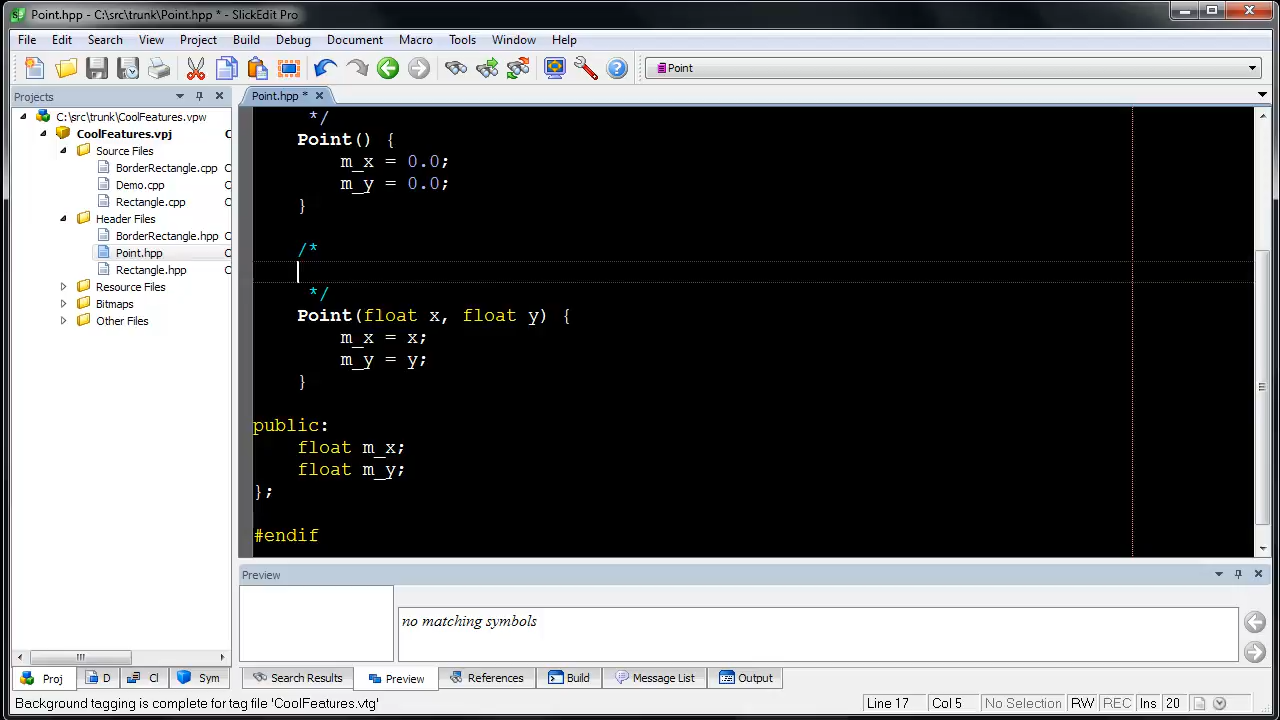 Point.hpp - C:\src\trunk\Point.hpp * - SlickEdit Pro
File Edit Search View Project Build Debug Document Macro Tools Window Help
Point
Projects
Point.hpp *
C:\src\trunk\CoolFeatures.vpw
CoolFeatures.vpj C
Source Files
BorderRectangle.cpp C
Demo.cpp C
Rectangle.cpp C
Header Files
BorderRectangle.hpp C
Point.hpp C
Rectangle.hpp C
Resource Files
Bitmaps
Other Files
*/
Point() {
m_x = 0.0;
m_y = 0.0;
}
/*
*/
Point(float x, float y) {
m_x = x;
m_y = y;
}
public:
float m_x;
float m_y;
};
#endif
Preview
no matching symbols
Proj D Cl Sym
Search Results Preview References Build Message List Output
Background tagging is complete for tag file 'CoolFeatures.vtg'
Line 17 Col 5 No Selection RW REC Ins 20